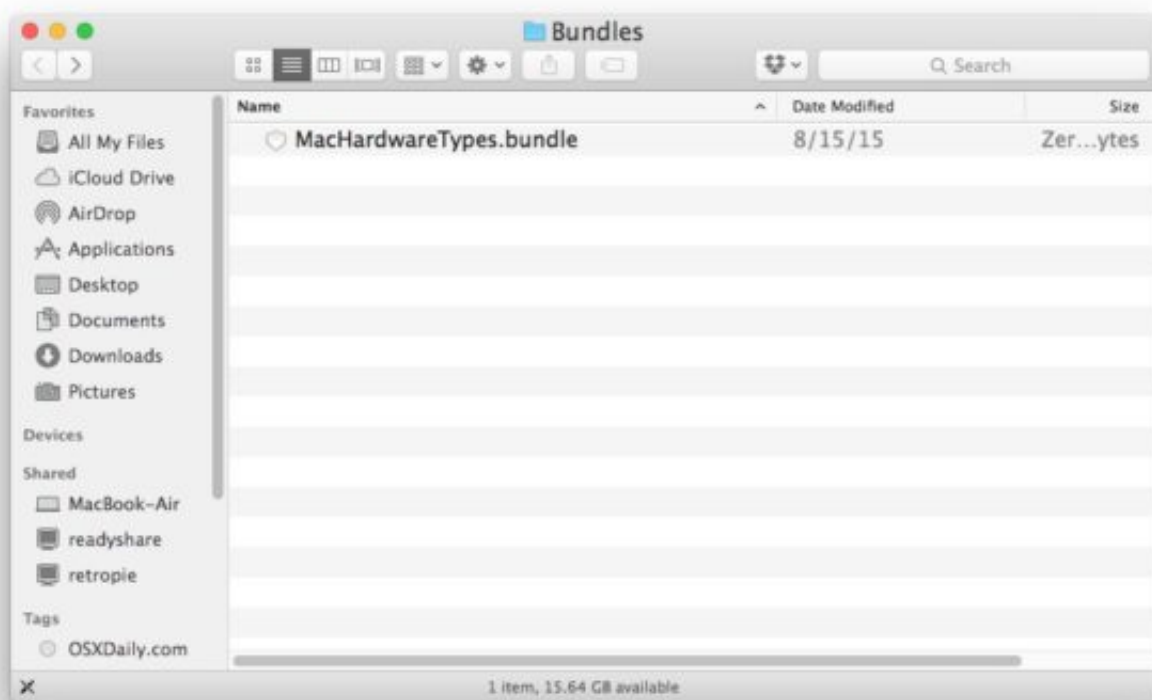 Bundles
Search
Favorites
All My Files
iCloud Drive
AirDrop
Applications
Desktop
Documents
Downloads
Pictures
Devices
Shared
MacBook-Air
readyshare
retropie
Tags
OSXDaily.com
Name Date Modified Size
MacHardwareTypes.bundle 8/15/15 Zer...ytes
1 item, 15.64 GB available